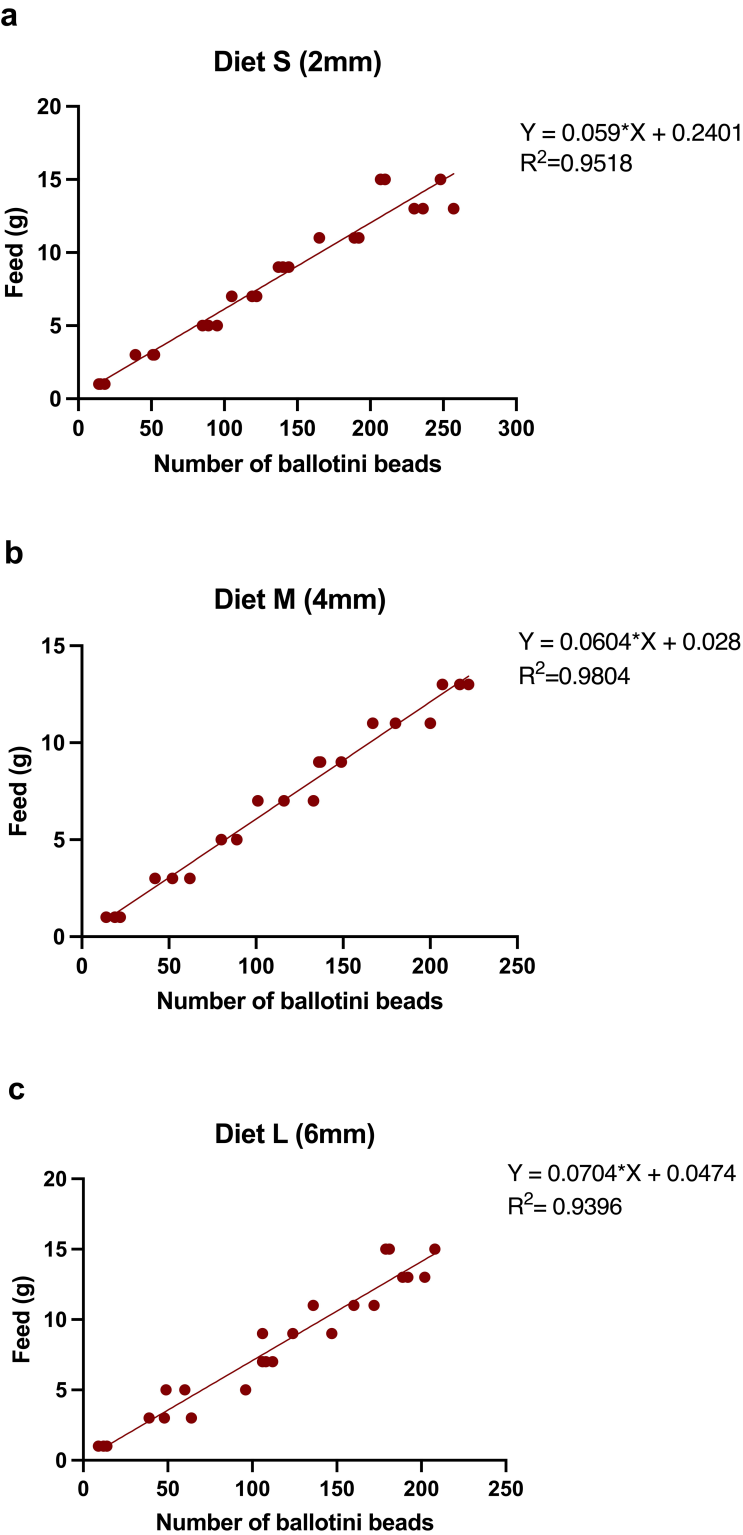 a
Diet S (2mm)
Y = 0.059*X + 0.2401
R²=0.9518
20
15
10
5
0
Feed (g)
0 50 100 150 200 250 300
Number of ballotini beads
b
Diet M (4mm)
Y = 0.0604*X + 0.028
R²=0.9804
15
10
5
0
Feed (g)
0 50 100 150 200 250
Number of ballotini beads
c
Diet L (6mm)
Y = 0.0704*X + 0.0474
R²= 0.9396
20
15
10
5
0
Feed (g)
0 50 100 150 200 250
Number of ballotini beads